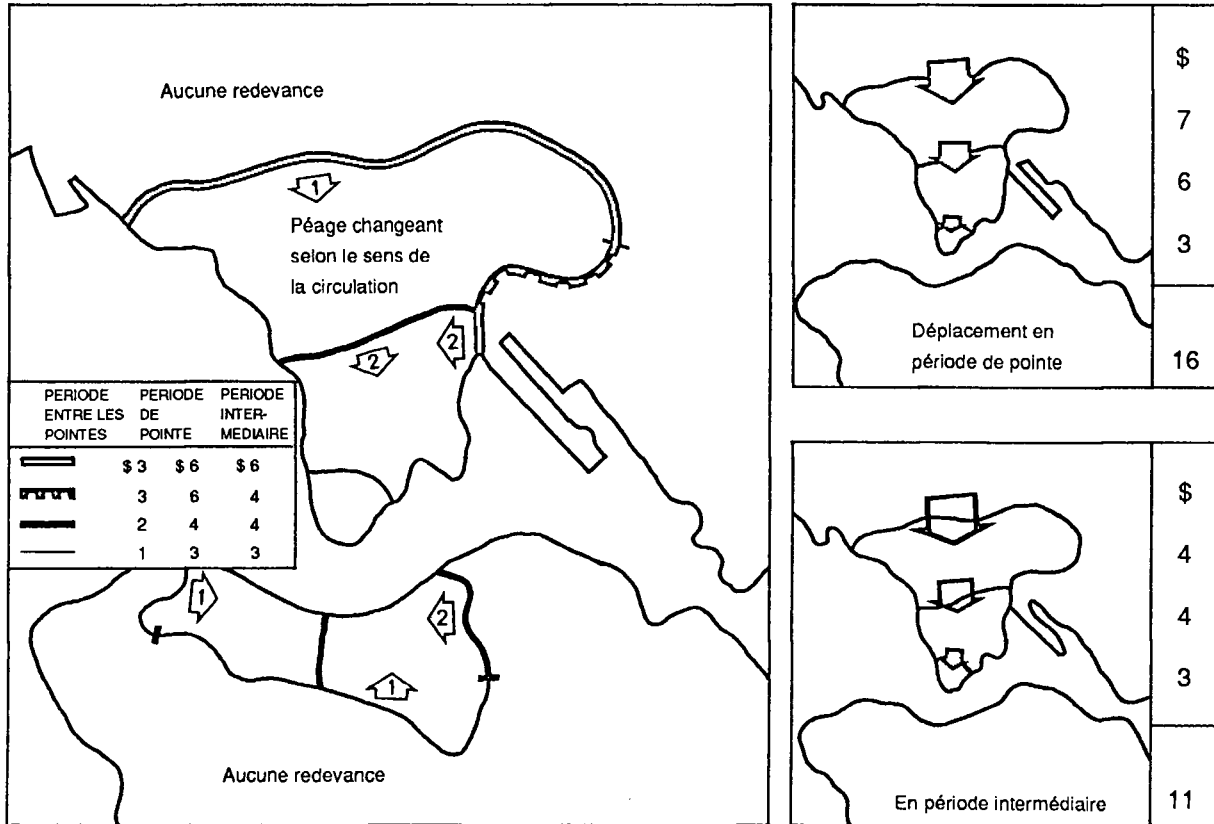 Aucune redevance
1
Péage changeant
selon le sens de
la circulation
2
2
PERIODE PERIODE PERIODE
ENTRE LES DE INTER-
POINTES POINTE MEDIAIRE
$ 3 $ 6 $ 6
3 6 4
2 4 4
1 3 3
1
2
1
Aucune redevance
$
7
6
3
Déplacement en
période de pointe
16
$
4
4
3
En période intermédiaire
11